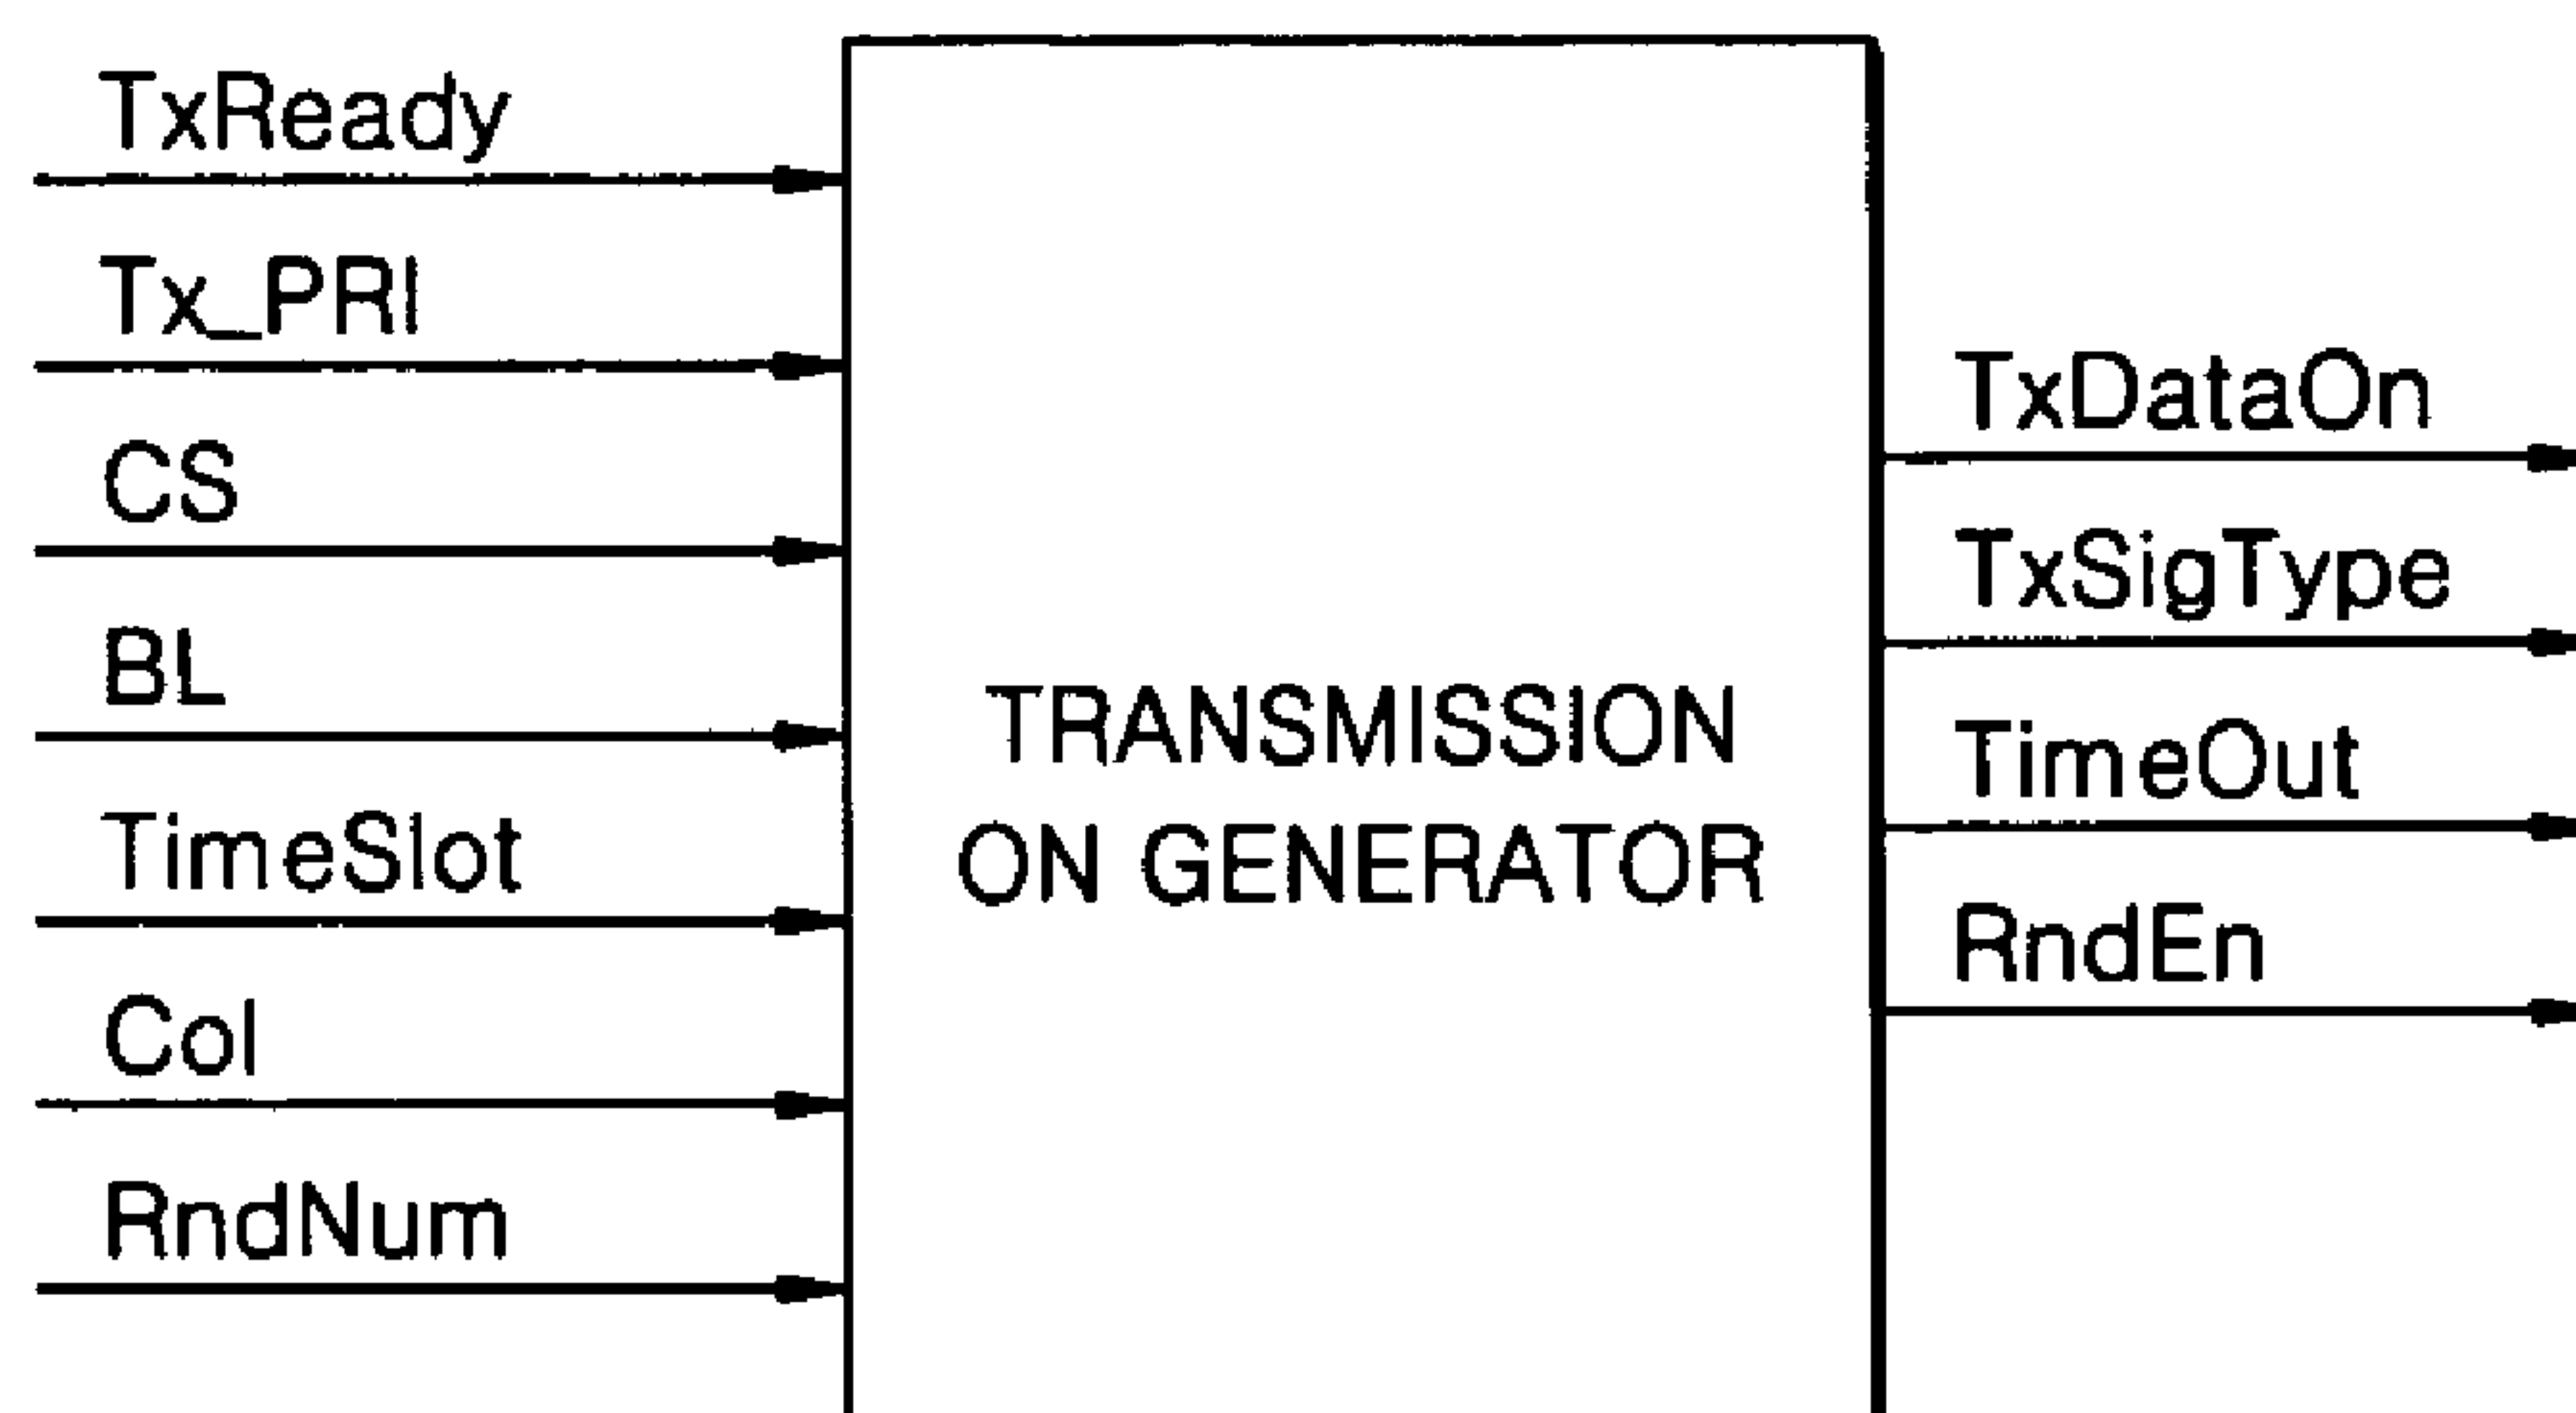 TxReady
Tx_PRI
CS
BL
TimeSlot
Col
RndNum
TRANSMISSION
ON GENERATOR
TxDataOn
TxSigType
TimeOut
RndEn